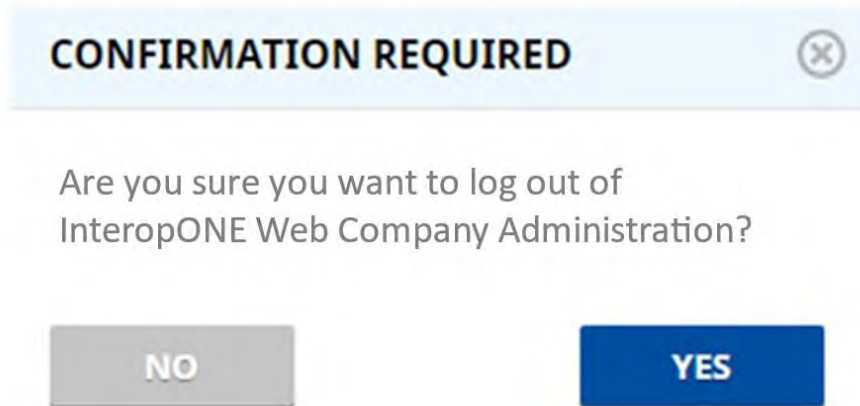 CONFIRMATION REQUIRED
Are you sure you want to log out of
InteropONE Web Company Administration?
NO
YES